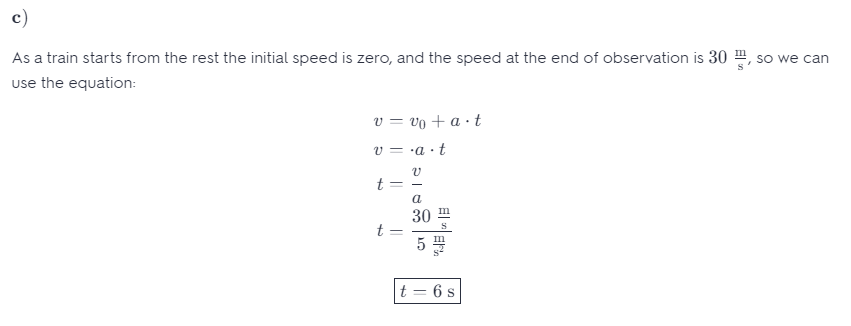 c)
As a train starts from the rest the initial speed is zero, and the speed at the end of observation is 30 m/s, so we can
use the equation:
v = v₀ + a · t
v = ·a · t
t = v/a
t = 30 m/s / 5 m/s²
t = 6 s